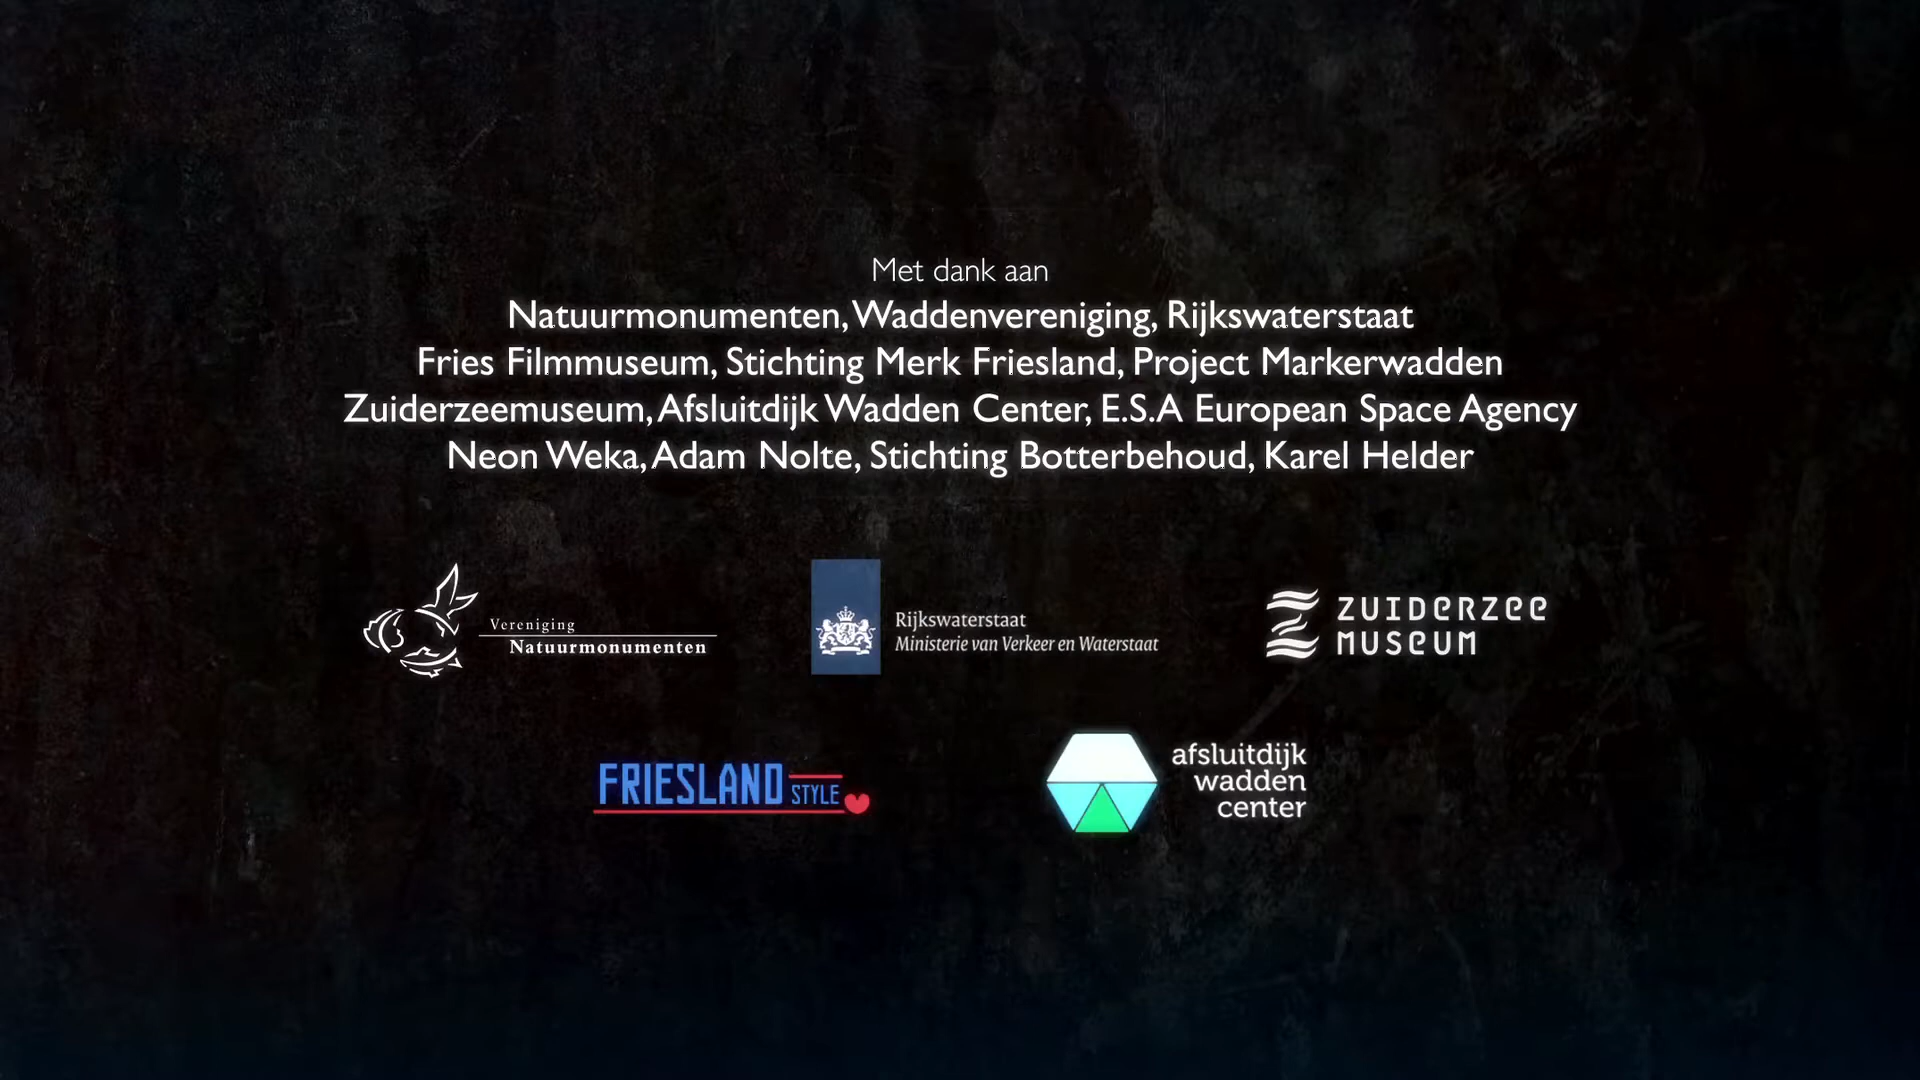 Met dank aan
Natuurmonumenten, Waddenvereniging, Rijkswaterstaat
Fries Filmmuseum, Stichting Merk Friesland, Project Markerwadden
Zuiderzeemuseum, Afsluitdijk Wadden Center, E.S.A European Space Agency
Neon Weka, Adam Nolte, Stichting Botterbehoud, Karel Helder
Vereniging
Natuurmonumenten
Rijkswaterstaat
Ministerie van Verkeer en Waterstaat
ZUIDERZEE
MUSEUM
FRIESLAND STYLE
afsluitdijk
wadden
center